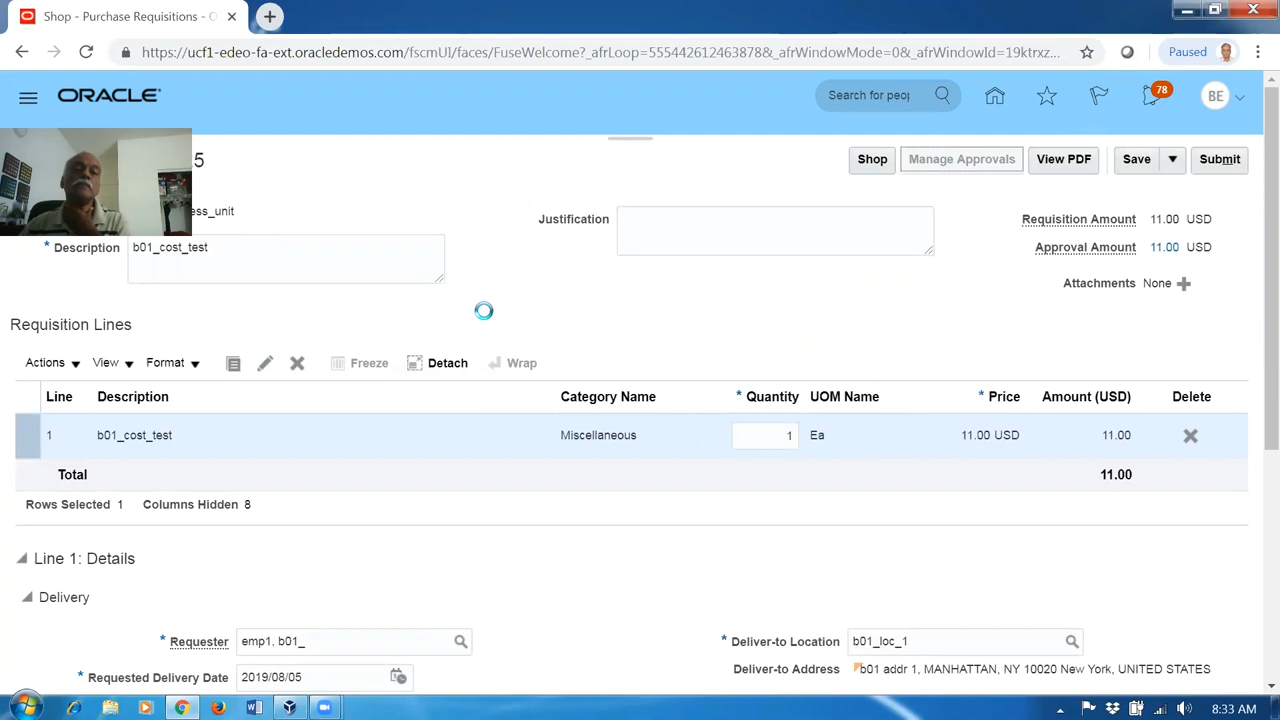 Shop - Purchase Requisitions - O
https://ucf1-edeo-fa-ext.oracledemos.com/fscmUI/faces/FuseWelcome?_afrLoop=555442612463878&_afrWindowMode=0&_afrWindowId=19ktrxz...
Paused
ORACLE
Search for peop
78
BE
5
Shop
Manage Approvals
View PDF
Save
Submit
ess_unit
Justification
Requisition Amount 11.00 USD
* Description b01_cost_test
Approval Amount 11.00 USD
Attachments None
Requisition Lines
Actions View Format Freeze Detach Wrap
Line Description Category Name * Quantity UOM Name * Price Amount (USD) Delete
1 b01_cost_test Miscellaneous 1 Ea 11.00 USD 11.00
Total 11.00
Rows Selected 1 Columns Hidden 8
Line 1: Details
Delivery
* Requester emp1, b01_
* Deliver-to Location b01_loc_1
Deliver-to Address b01 addr 1, MANHATTAN, NY 10020 New York, UNITED STATES
* Requested Delivery Date 2019/08/05
8:33 AM